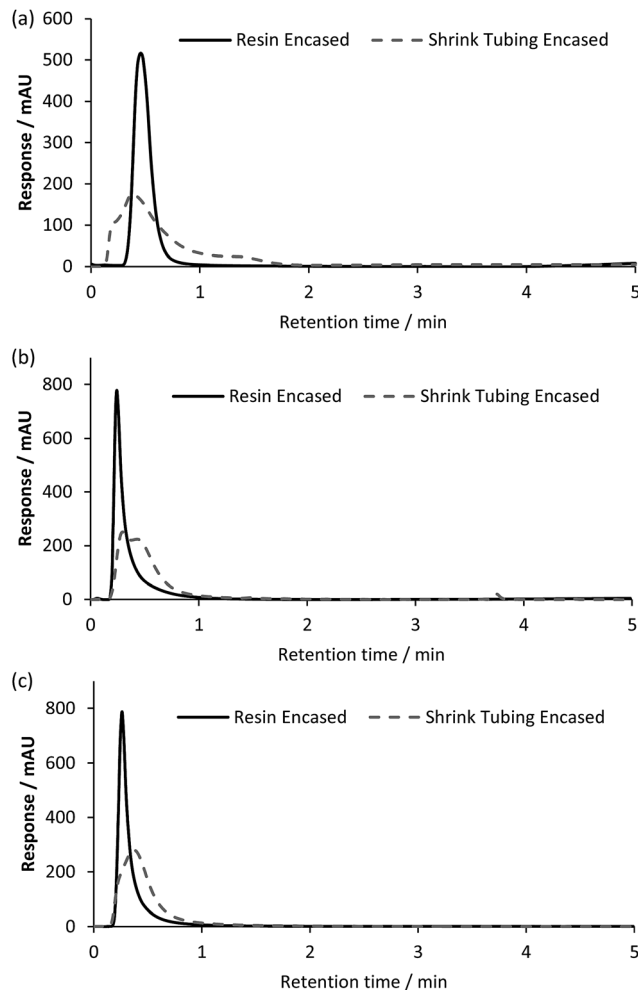 (a)
600
500
400
300
200
100
0
Response / mAU
Resin Encased Shrink Tubing Encased
0 1 2 3 4 5
Retention time / min
(b)
800
600
400
200
0
Response / mAU
Resin Encased Shrink Tubing Encased
0 1 2 3 4 5
Retention time / min
(c)
800
600
400
200
0
Response / mAU
Resin Encased Shrink Tubing Encased
0 1 2 3 4 5
Retention time / min